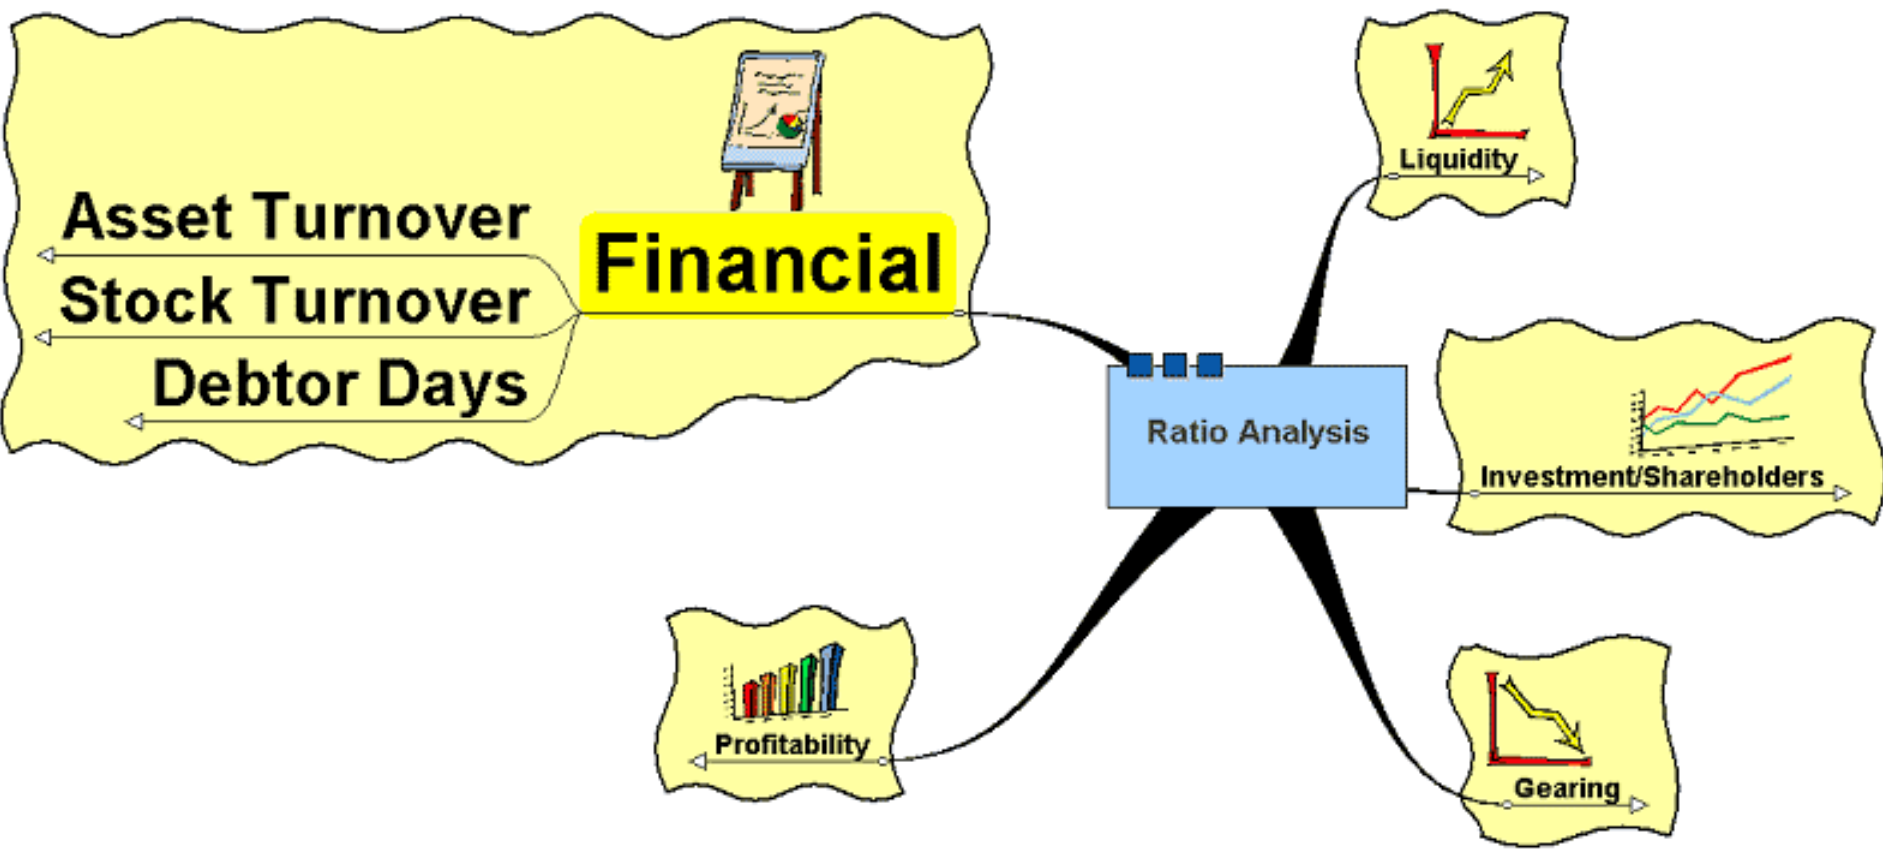 Asset Turnover
Stock Turnover
Debtor Days
Financial
Liquidity
Ratio Analysis
Investment/Shareholders
Profitability
Gearing